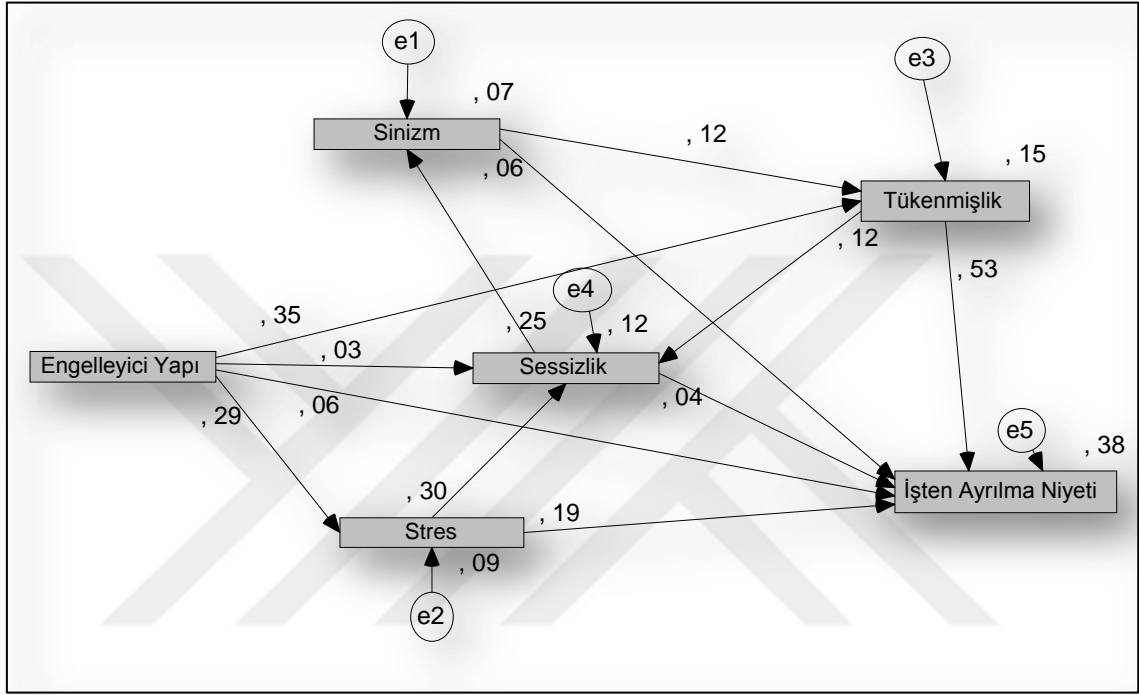 e1
e3
, 07
Sinizm
, 12
, 06
, 15
Tükenmişlik
, 12
, 53
e4
, 35
, 25
, 12
, 03
Engelleyici Yapı
Sessizlik
, 04
, 06
, 29
e5
, 38
İşten Ayrılma Niyeti
, 30
, 19
Stres
, 09
e2